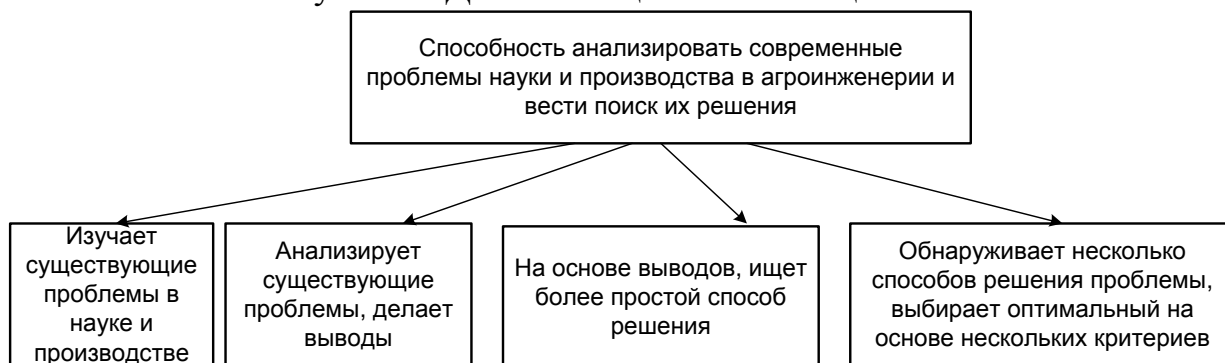 Способность анализировать современные
проблемы науки и производства в агроинженерии и
вести поиск их решения
Изучает
существующие
проблемы в
науке и
производстве
Анализирует
существующие
проблемы, делает
выводы
На основе выводов, ищет
более простой способ
решения
Обнаруживает несколько
способов решения проблемы,
выбирает оптимальный на
основе нескольких критериев